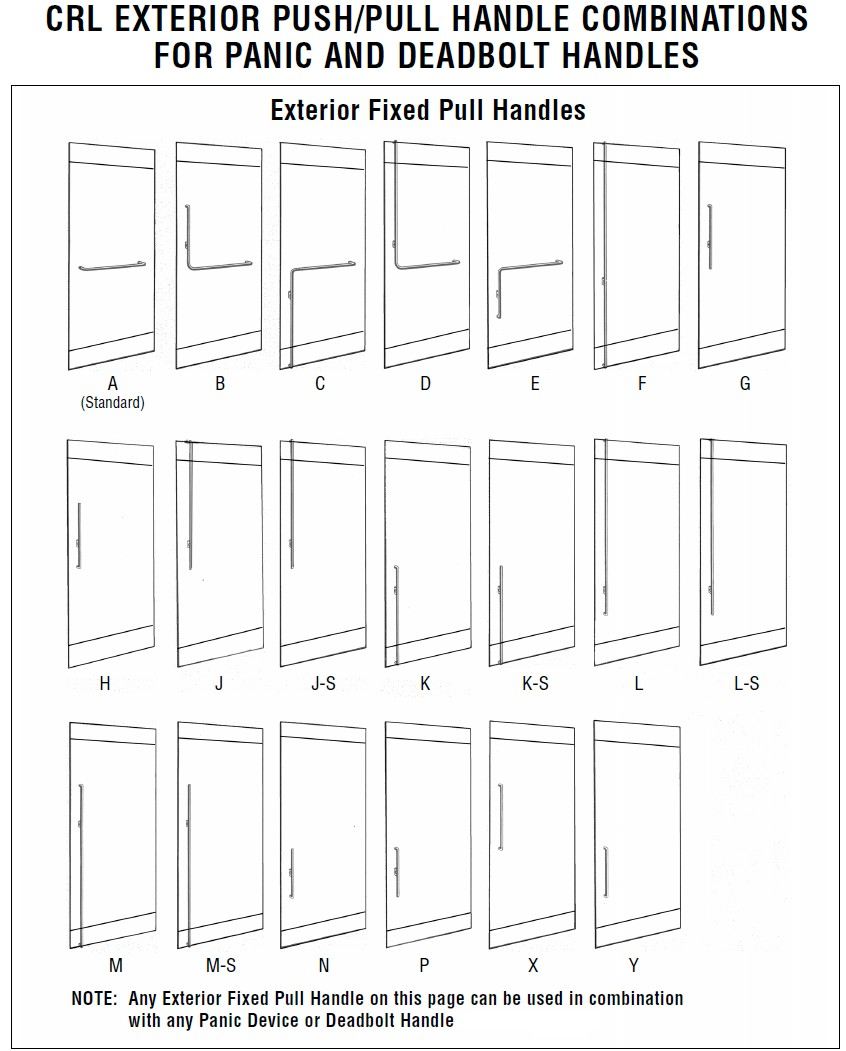 CRL EXTERIOR PUSH/PULL HANDLE COMBINATIONS
FOR PANIC AND DEADBOLT HANDLES
Exterior Fixed Pull Handles
A B C D E F G
(Standard)
H J J-S K K-S L L-S
M M-S N P X Y
NOTE: Any Exterior Fixed Pull Handle on this page can be used in combination
with any Panic Device or Deadbolt Handle